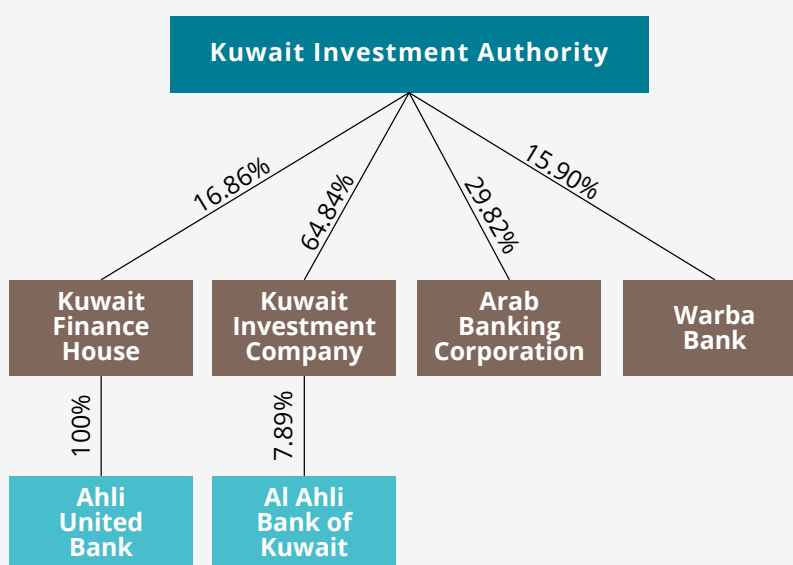 Kuwait Investment Authority
16.86%
64.84%
29.82%
15.90%
Kuwait
Finance
House
Kuwait
Investment
Company
Arab
Banking
Corporation
Warba
Bank
100%
7.89%
Ahli
United
Bank
Al Ahli
Bank of
Kuwait